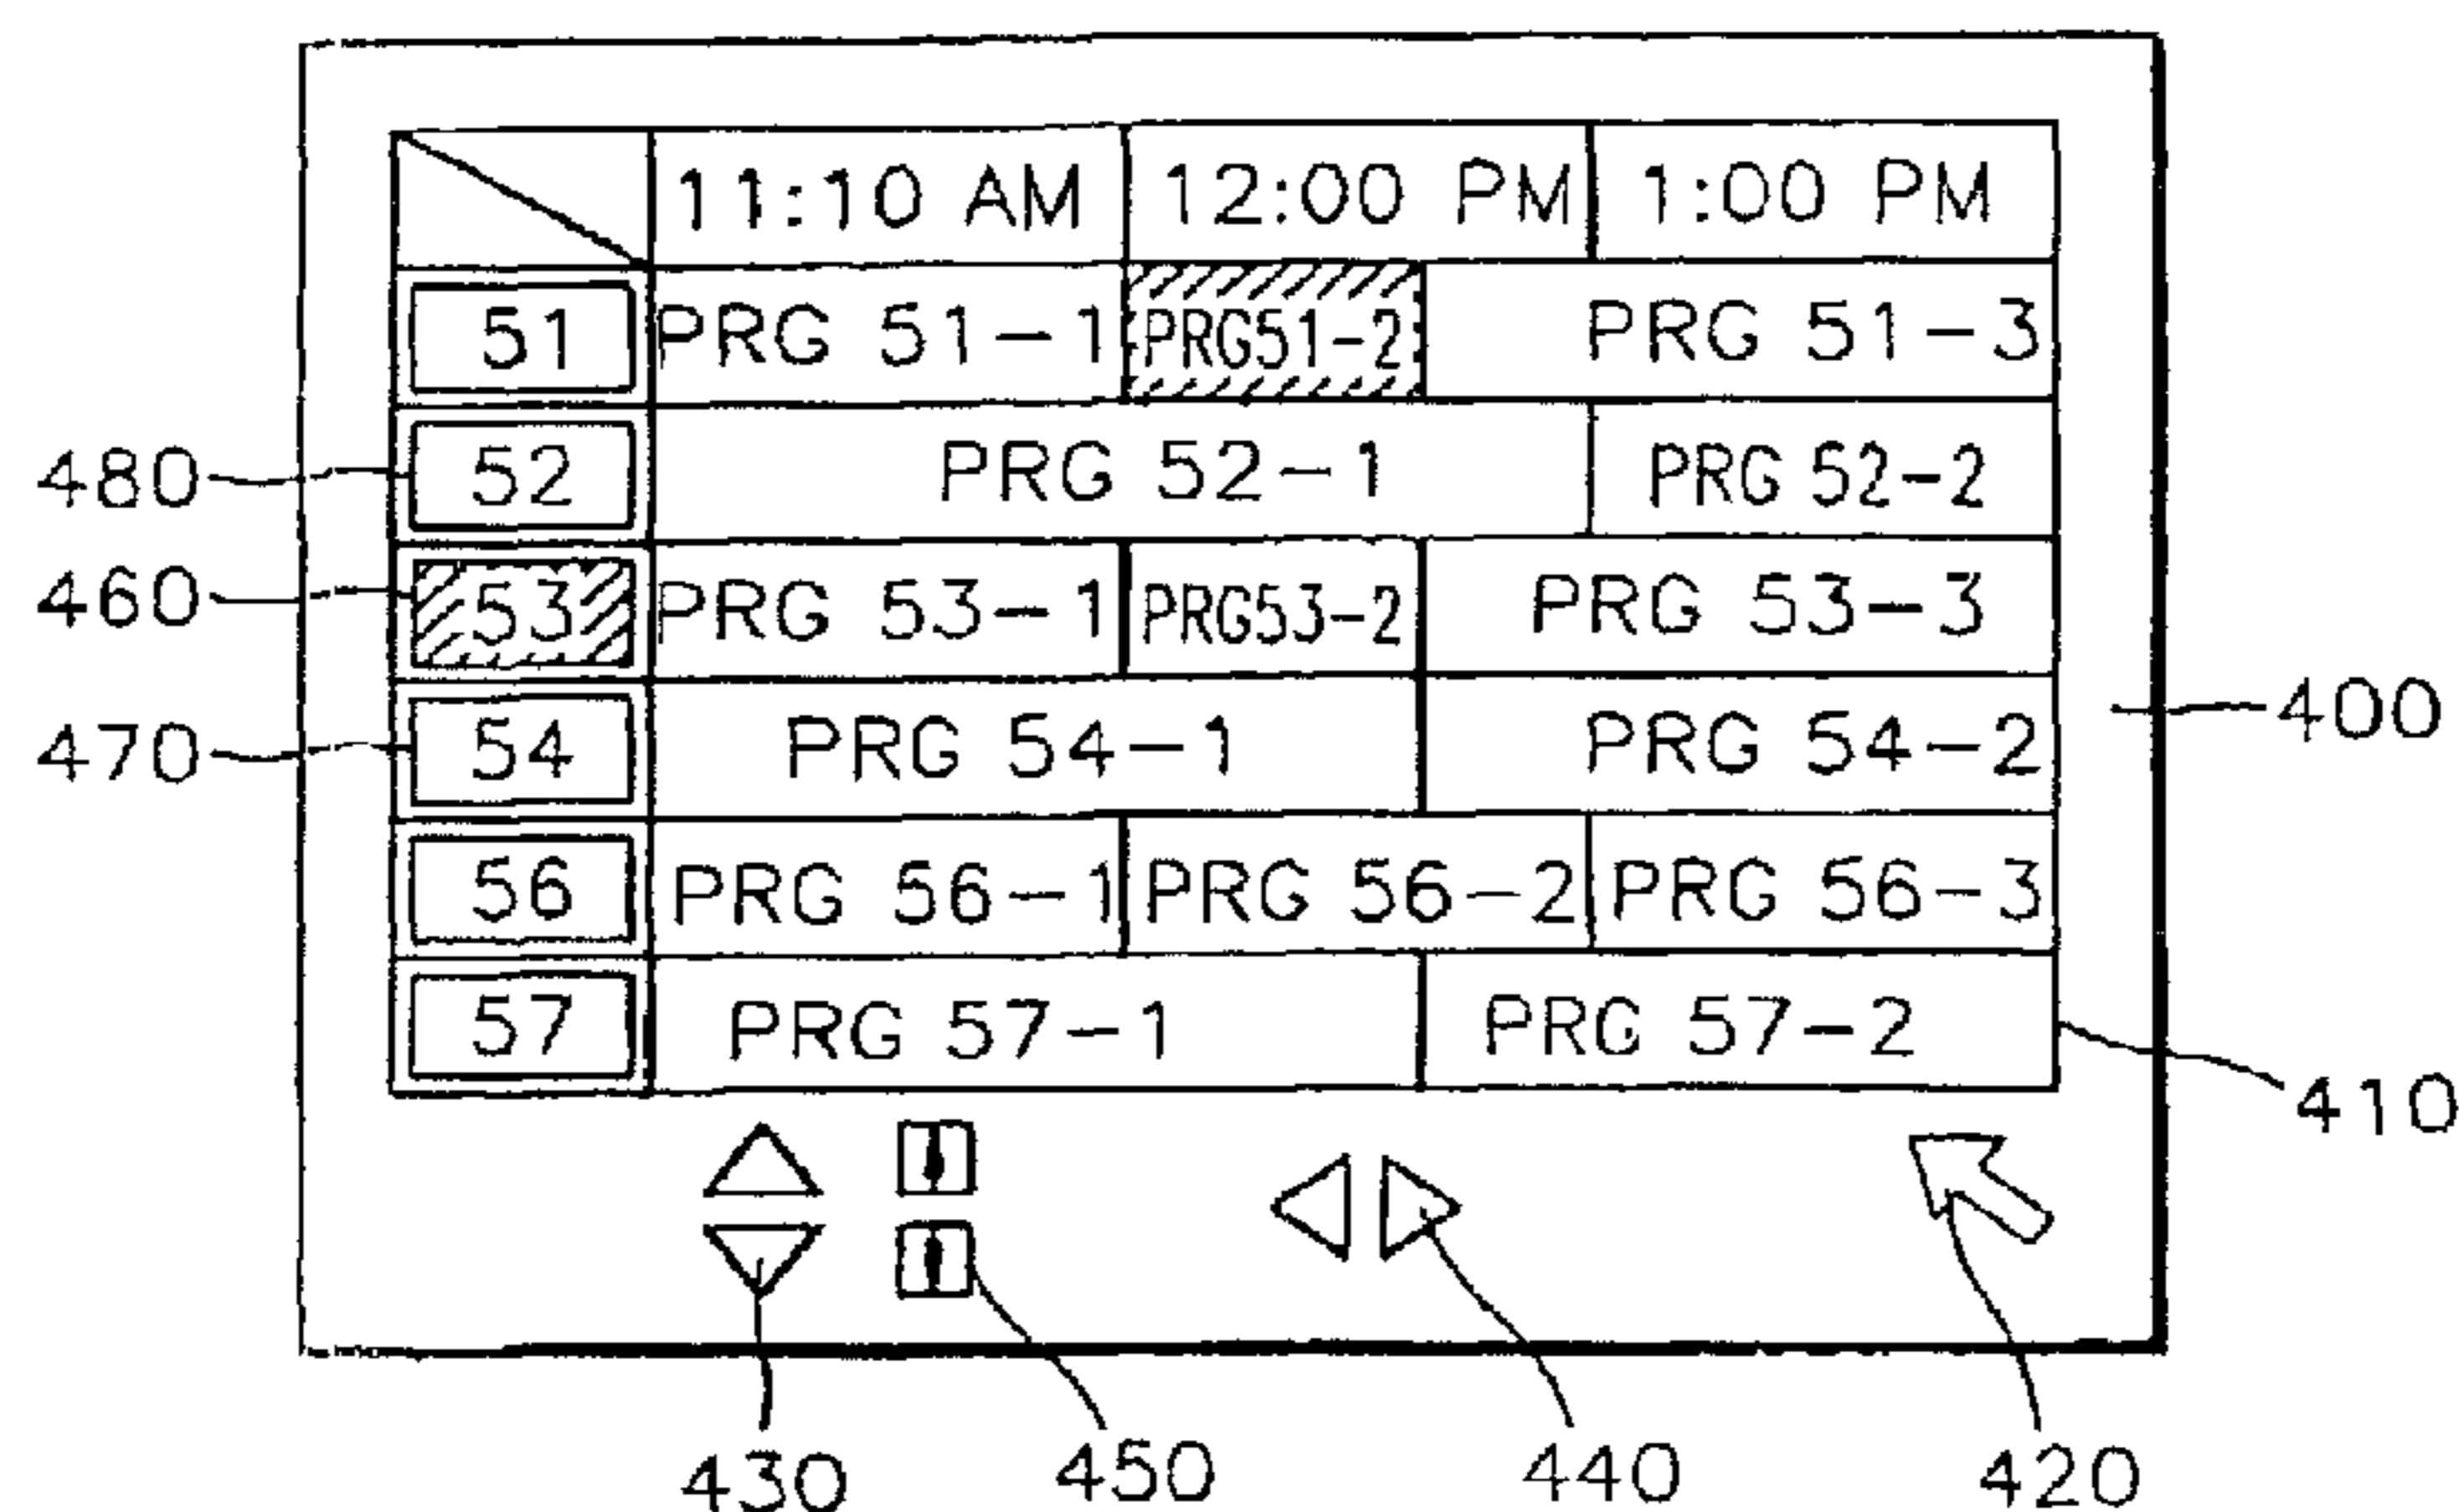 11:10 AM 12:00 PM 1:00 PM
51 PRG 51-1 PRG51-2 PRG 51-3
480 52 PRG 52-1 PRG 52-2
460 53 PRG 53-1 PRG53-2 PRG 53-3
470 54 PRG 54-1 PRG 54-2 400
56 PRG 56-1 PRG 56-2 PRG 56-3
57 PRG 57-1 PRG 57-2
410
430 450 440 420